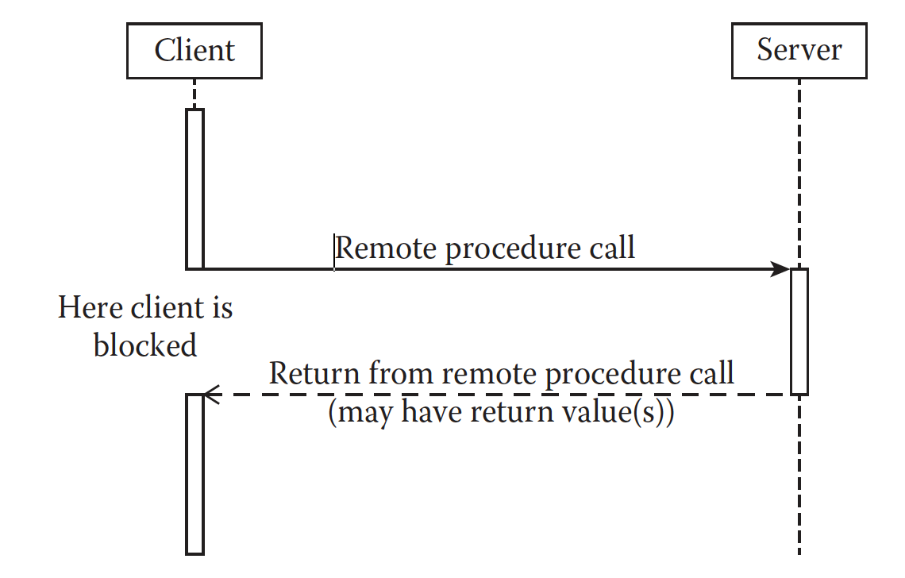 Client
Server
Remote procedure call
Here client is
blocked
Return from remote procedure call
(may have return value(s))